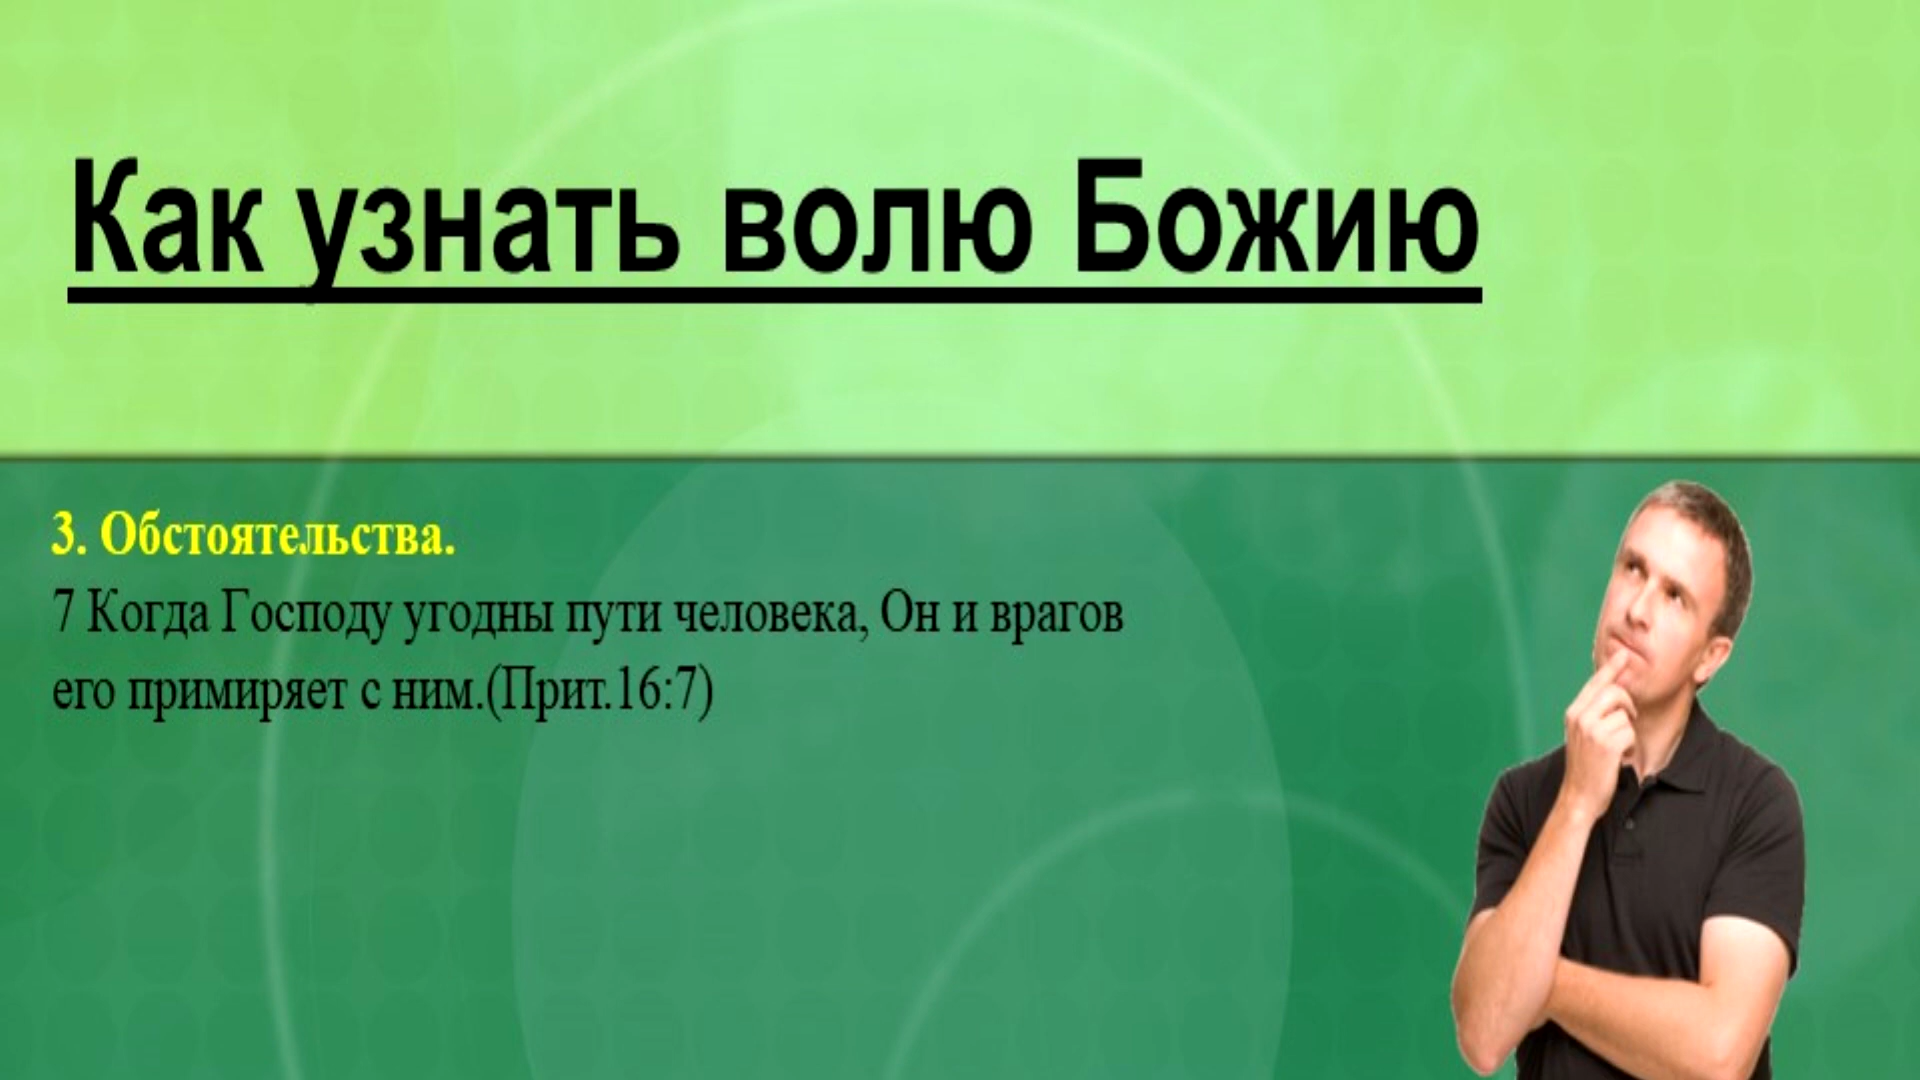 Как узнать волю Божию
3. Обстоятельства.
7 Когда Господу угодны пути человека, Он и врагов
его примиряет с ним.(Прит.16:7)